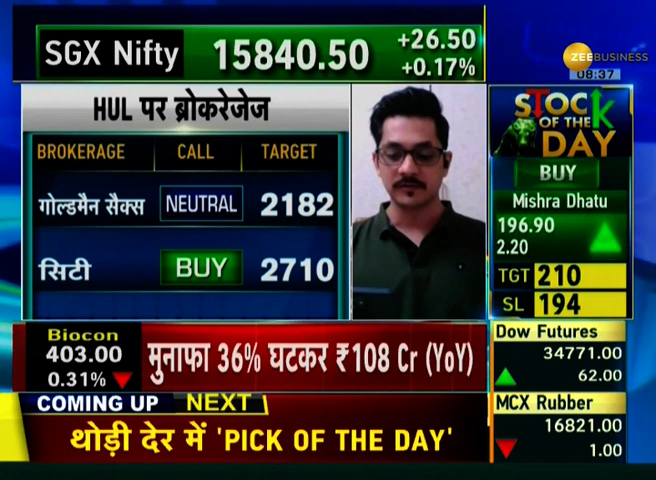 SGX Nifty 15840.50 +26.50
+0.17%
ZEEBUSINESS
08:37
HUL पर ब्रोकरेजेज
BROKERAGE CALL TARGET
गोल्डमैन सैक्स NEUTRAL 2182
सिटी BUY 2710
STOCK
OF THE
DAY
BUY
Mishra Dhatu
196.90
2.20
TGT 210
SL 194
Biocon
403.00
0.31%
मुनाफा 36% घटकर ₹108 Cr (YoY)
Dow Futures
34771.00
62.00
COMING UP NEXT
थोड़ी देर में 'PICK OF THE DAY'
MCX Rubber
16821.00
1.00